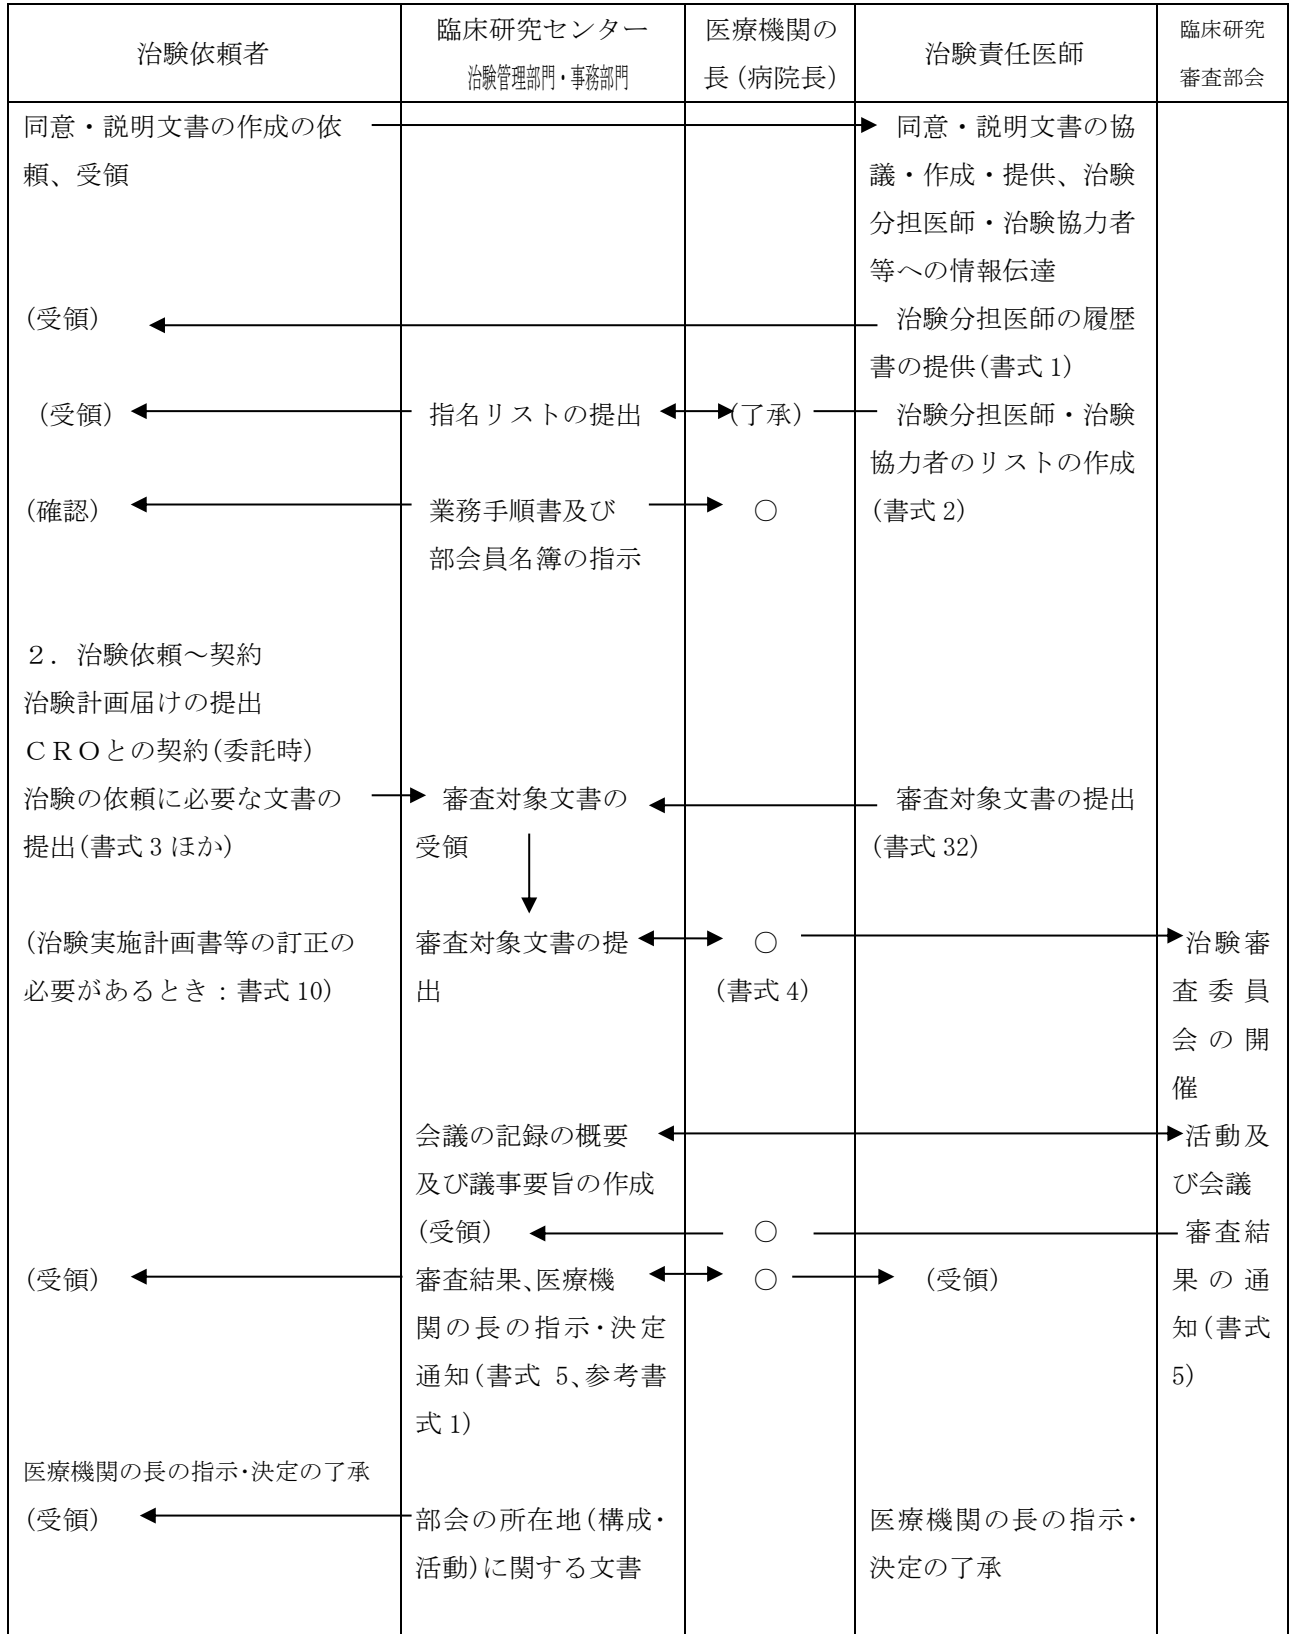 治験依頼者
臨床研究センター
治験管理部門・事務部門
医療機関の
長(病院長)
治験責任医師
臨床研究
審査部会
同意・説明文書の作成の依
頼、受領
同意・説明文書の協
議・作成・提供、治験
分担医師・治験協力者
等への情報伝達
(受領)
治験分担医師の履歴
書の提供(書式 1)
(受領)
指名リストの提出
(了承)
治験分担医師・治験
協力者のリストの作成
(書式 2)
(確認)
業務手順書及び
部会員名簿の指示
○
2．治験依頼～契約
治験計画届けの提出
ＣＲＯとの契約(委託時)
治験の依頼に必要な文書の
提出(書式 3 ほか)
審査対象文書の
受領
審査対象文書の提出
(書式 32)
(治験実施計画書等の訂正の
必要があるとき：書式 10)
審査対象文書の提
出
○
(書式 4)
治験審
査委員
会の開
催
会議の記録の概要
及び議事要旨の作成
活動及
び会議
(受領)
○
審査結
果の通
知(書式
5)
(受領)
審査結果、医療機
関の長の指示・決定
通知(書式 5、参考書
式 1)
○
(受領)
医療機関の長の指示・決定の了承
(受領)
部会の所在地(構成・
活動)に関する文書
医療機関の長の指示・
決定の了承